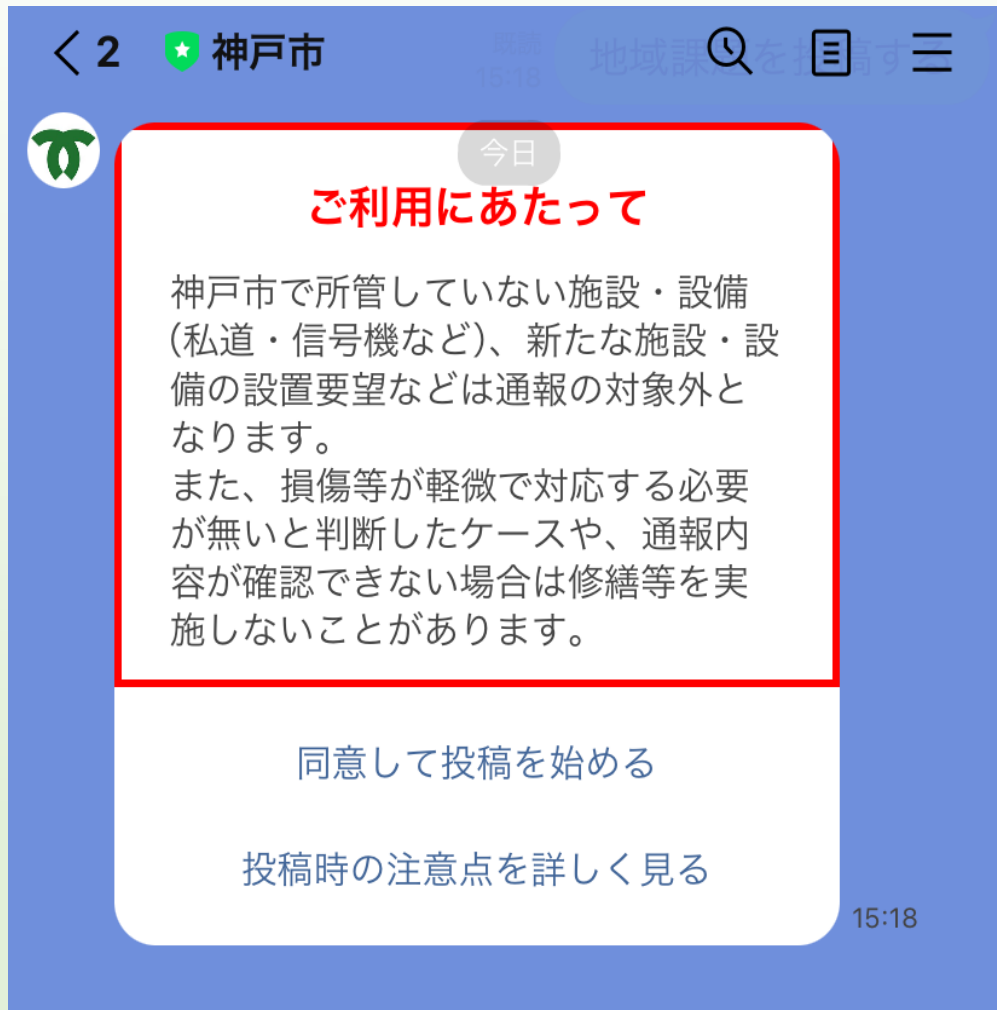 2
神戸市
既読
15:18
地域課題を投稿する
今日
ご利用にあたって
神戸市で所管していない施設・設備
(私道・信号機など)、新たな施設・設
備の設置要望などは通報の対象外と
なります。
また、損傷等が軽微で対応する必要
が無いと判断したケースや、通報内
容が確認できない場合は修繕等を実
施しないことがあります。
同意して投稿を始める
投稿時の注意点を詳しく見る
15:18